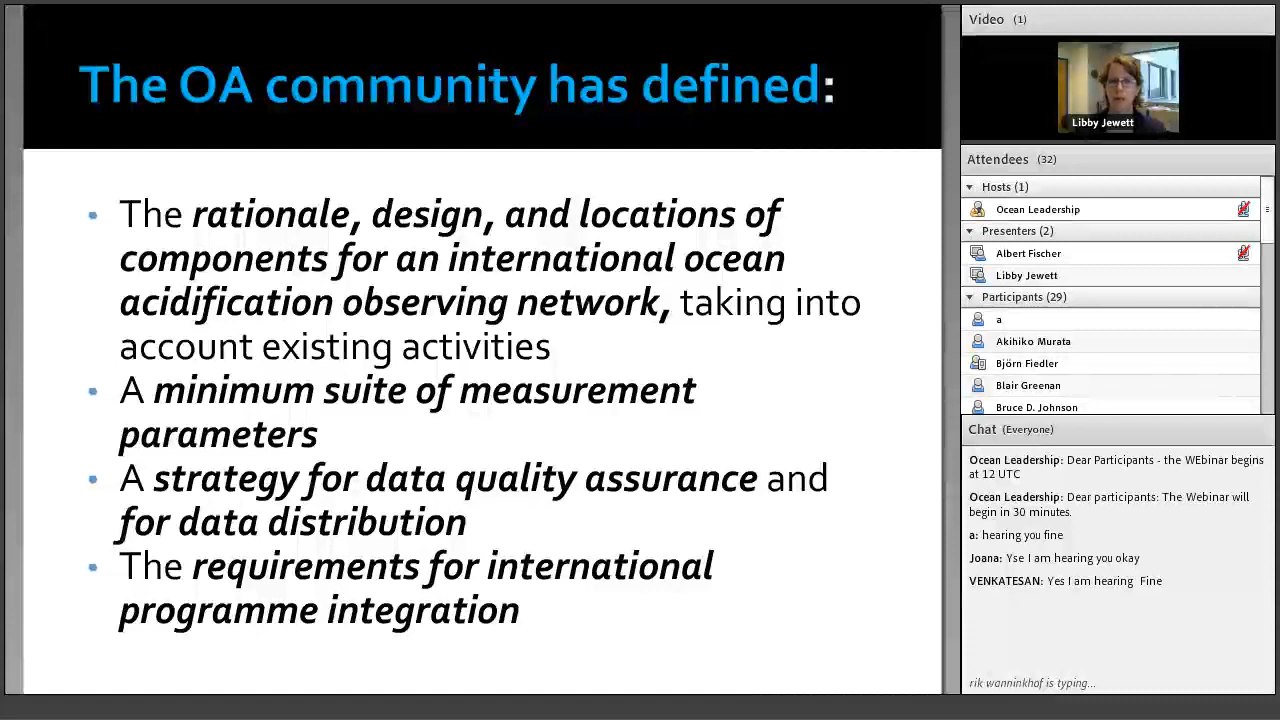 The OA community has defined:
• The rationale, design, and locations of
components for an international ocean
acidification observing network, taking into
account existing activities
• A minimum suite of measurement
parameters
• A strategy for data quality assurance and
for data distribution
• The requirements for international
programme integration
Video (1)
Libby Jewett
Attendees (32)
Hosts (1)
Ocean Leadership
Presenters (2)
Albert Fischer
Libby Jewett
Participants (29)
a
Akihiko Murata
Björn Fiedler
Blair Greenan
Bruce D. Johnson
Chat (Everyone)
Ocean Leadership: Dear Participants - the WEbinar begins
at 12 UTC
Ocean Leadership: Dear participants: The Webinar will
begin in 30 minutes.
a: hearing you fine
Joana: Yse I am hearing you okay
VENKATESAN: Yes I am hearing Fine
rik wanninkhof is typing...